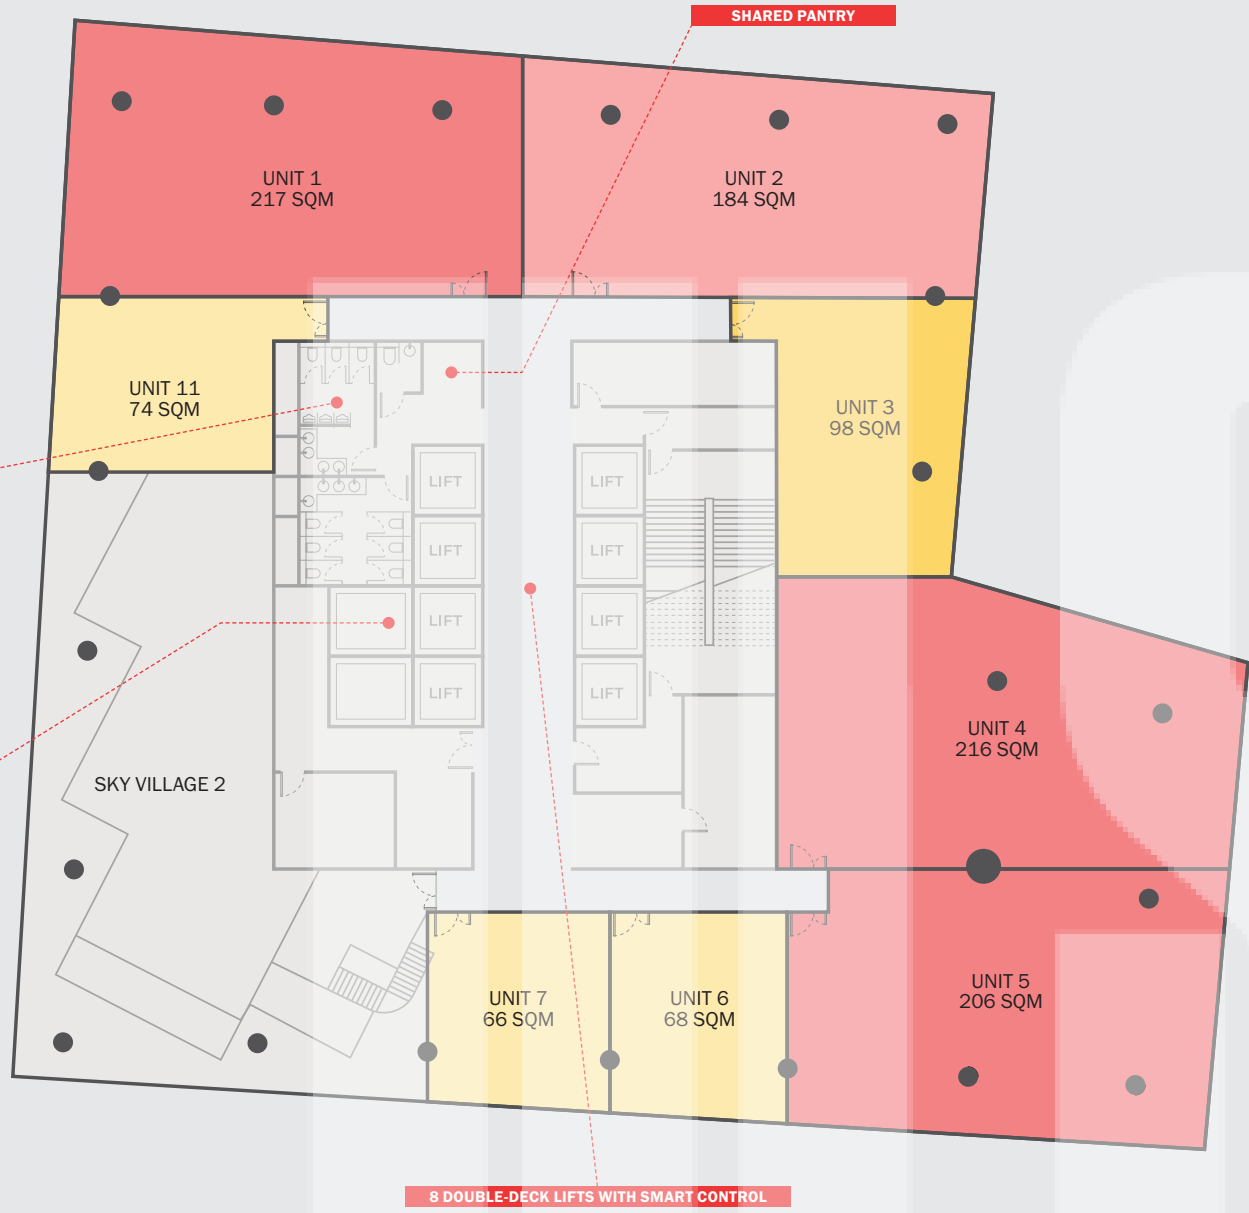 SHARED PANTRY
UNIT 1
217 SQM
UNIT 2
184 SQM
UNIT 11
74 SQM
UNIT 3
98 SQM
LIFT
LIFT
LIFT
LIFT
LIFT
LIFT
LIFT
LIFT
UNIT 4
216 SQM
SKY VILLAGE 2
UNIT 7
66 SQM
UNIT 6
68 SQM
UNIT 5
206 SQM
8 DOUBLE-DECK LIFTS WITH SMART CONTROL